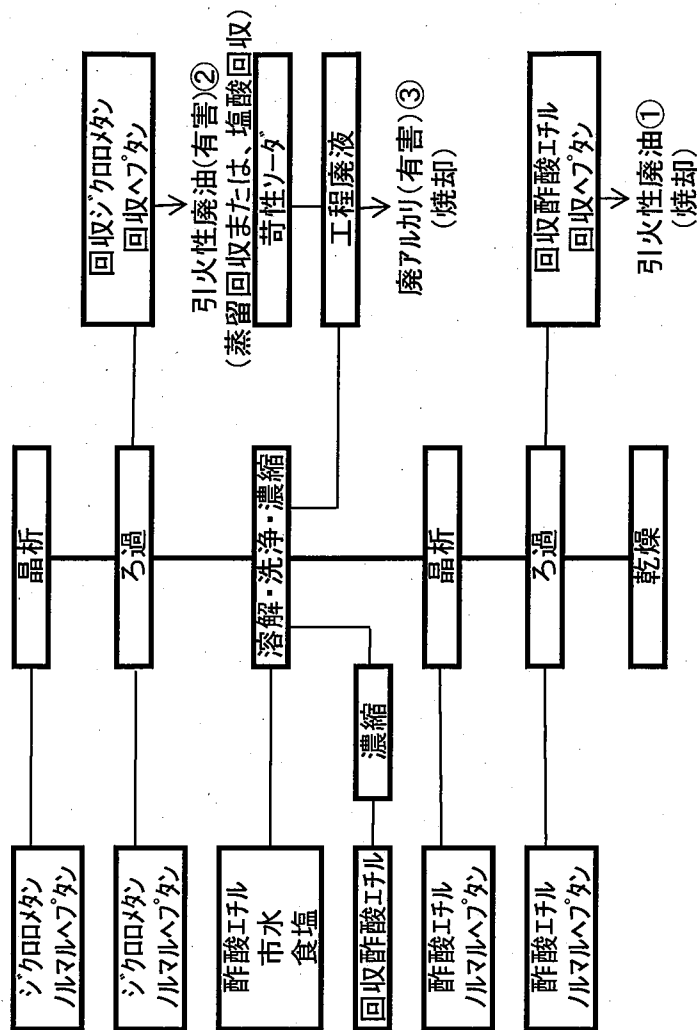 ジクロロメタン
ノルマルヘプタン
晶析
ジクロロメタン
ノルマルヘプタン
ろ過
回収ジクロロメタン
回収ヘプタン
引火性廃油(有害)②
(蒸留回収または、塩酸回収)
酢酸エチル
市水
食塩
溶解・洗浄・濃縮
苛性ソーダ
工程廃液
廃アルカリ(有害)③
(焼却)
回収酢酸エチル
濃縮
酢酸エチル
ノルマルヘプタン
晶析
酢酸エチル
ノルマルヘプタン
ろ過
回収酢酸エチル
回収ヘプタン
引火性廃油①
(焼却)
乾燥